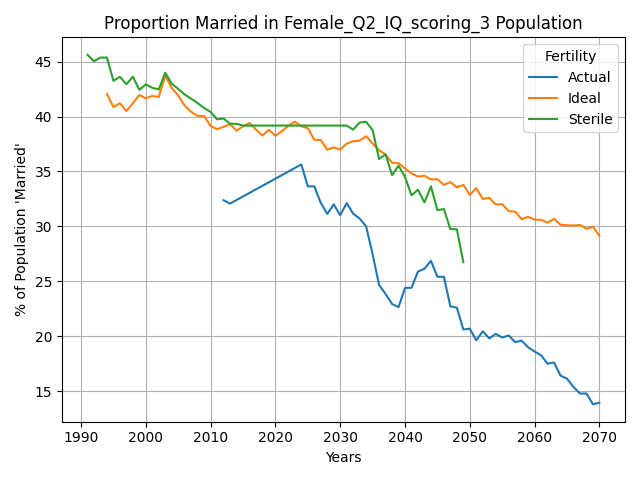 Proportion Married in Female_Q2_IQ_scoring_3 Population
% of Population 'Married'
45
40
35
30
25
20
15
Fertility
Actual
Ideal
Sterile
1990 2000 2010 2020 2030 2040 2050 2060 2070
Years